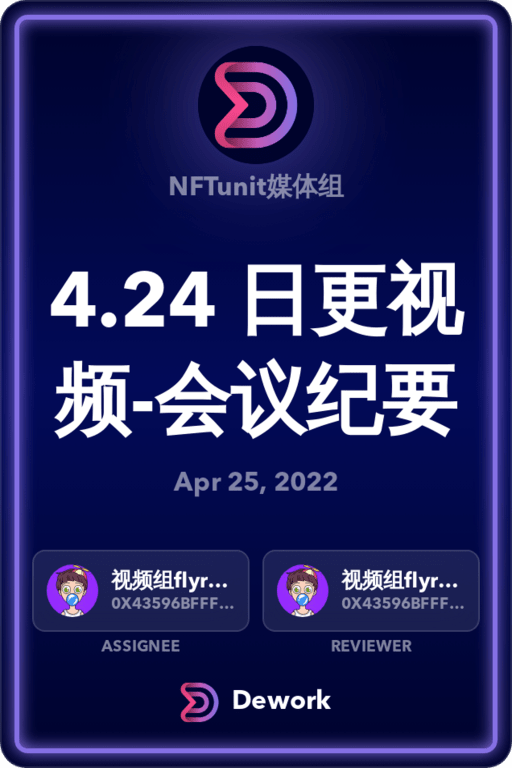 NFTunit媒体组
4.24 日更视
频-会议纪要
Apr 25, 2022
视频组flyr...
0X43596BFFF...
视频组flyr...
0X43596BFFF...
ASSIGNEE
REVIEWER
Dework